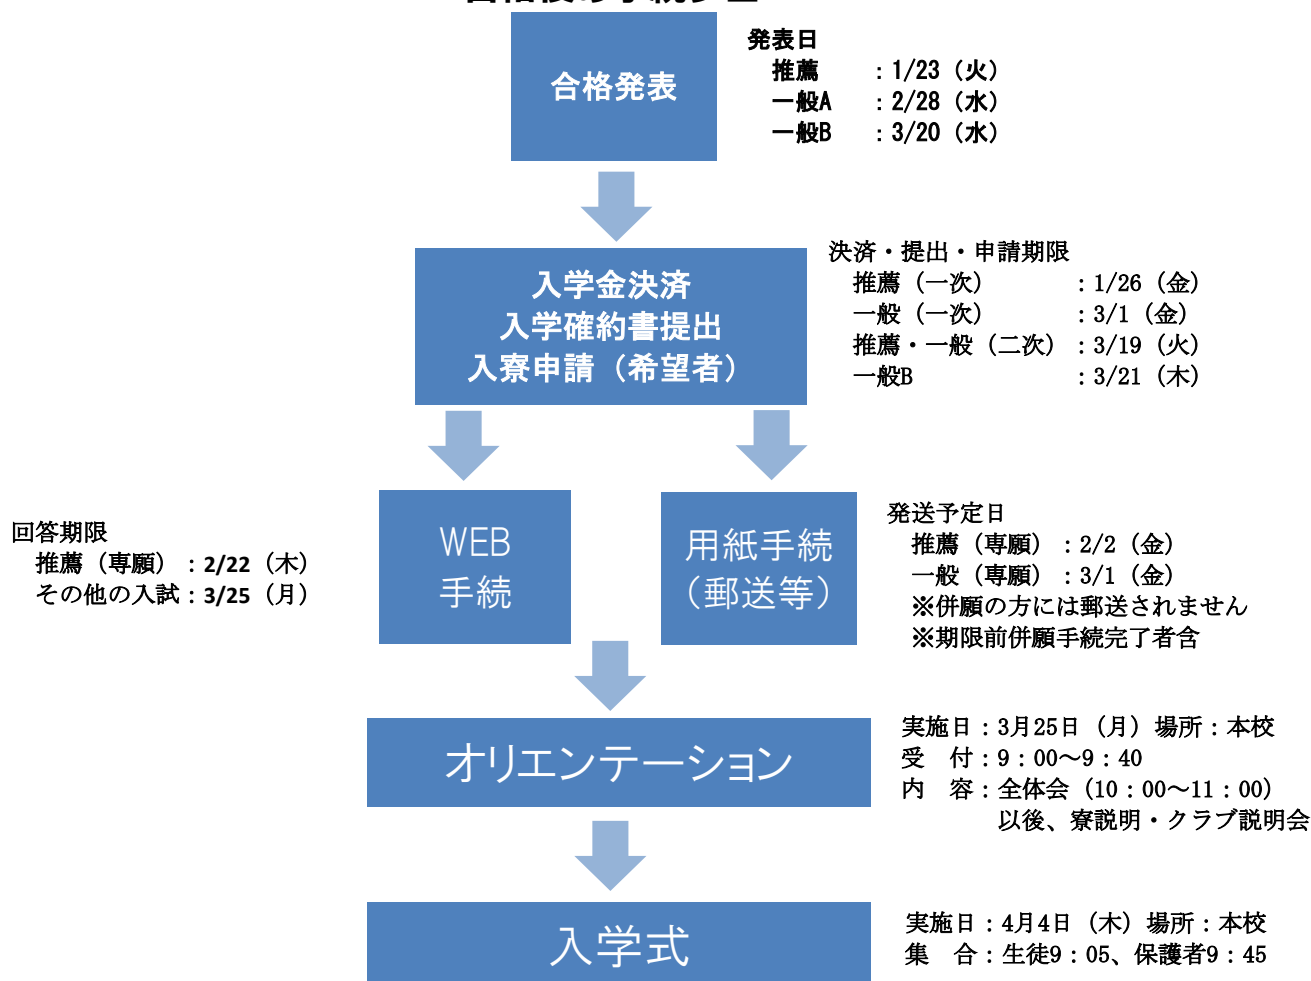 合格発表
発表日
推薦　　：1/23（火）
一般A　：2/28（水）
一般B　：3/20（水）
入学金決済
入学確約書提出
入寮申請（希望者）
決済・提出・申請期限
推薦（一次）　　　　：1/26（金）
一般（一次）　　　　：3/1（金）
推薦・一般（二次）：3/19（火）
一般B　　　　　　　：3/21（木）
回答期限
推薦（専願）：2/22（木）
その他の入試：3/25（月）
WEB
手続
用紙手続
（郵送等）
発送予定日
推薦（専願）：2/2（金）
一般（専願）：3/1（金）
※併願の方には郵送されません
※期限前併願手続完了者含
オリエンテーション
実施日：3月25日（月）場所：本校
受　付：9：00～9：40
内　容：全体会（10：00～11：00）
以後、寮説明・クラブ説明会
入学式
実施日：4月4日（木）場所：本校
集　合：生徒9：05、保護者9：45